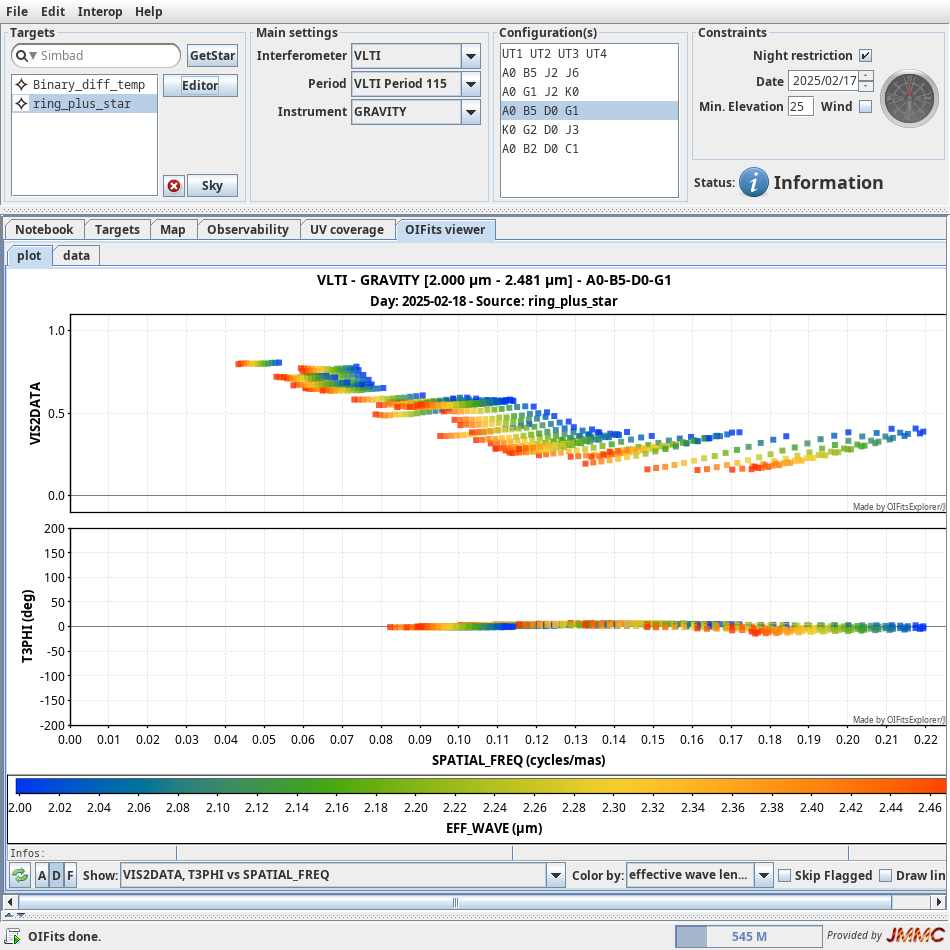 File Edit Interop Help
Targets
Simbad
GetStar
Binary_diff_temp
ring_plus_star
Editor
Sky
Main settings
Interferometer VLTI
Period VLTI Period 115
Instrument GRAVITY
Configuration(s)
UT1 UT2 UT3 UT4
A0 B5 J2 J6
A0 G1 J2 K0
A0 B5 D0 G1
K0 G2 D0 J3
A0 B2 D0 C1
Constraints
Night restriction
Date 2025/02/17
Min. Elevation 25 Wind
Status: Information
Notebook Targets Map Observability UV coverage OIFits viewer
plot data
VLTI - GRAVITY [2.000 µm - 2.481 µm] - A0-B5-D0-G1
Day: 2025-02-18 - Source: ring_plus_star
VIS2DATA
1.0
0.5
0.0
Made by OIFitsExplorer/J
T3PHI (deg)
200
150
100
50
0
-50
-100
-150
-200
Made by OIFitsExplorer/J
0.00 0.01 0.02 0.03 0.04 0.05 0.06 0.07 0.08 0.09 0.10 0.11 0.12 0.13 0.14 0.15 0.16 0.17 0.18 0.19 0.20 0.21 0.22
SPATIAL_FREQ (cycles/mas)
2.00 2.02 2.04 2.06 2.08 2.10 2.12 2.14 2.16 2.18 2.20 2.22 2.24 2.26 2.28 2.30 2.32 2.34 2.36 2.38 2.40 2.42 2.44 2.46
EFF_WAVE (µm)
Infos:
A D F Show: VIS2DATA, T3PHI vs SPATIAL_FREQ Color by: effective wave len... Skip Flagged Draw lin
OIFits done.
545 M
Provided by JMMC